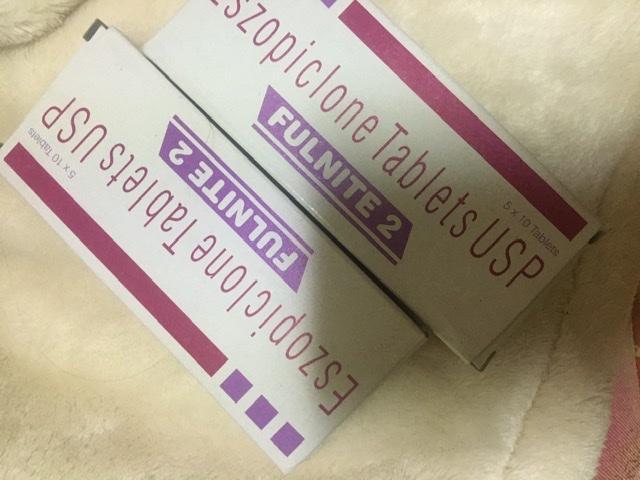 Eszopiclone Tablets USP
FULNITE 2
5 x 10 Tablets
Eszopiclone Tablets USP
FULNITE 2
5 x 10 Tablets